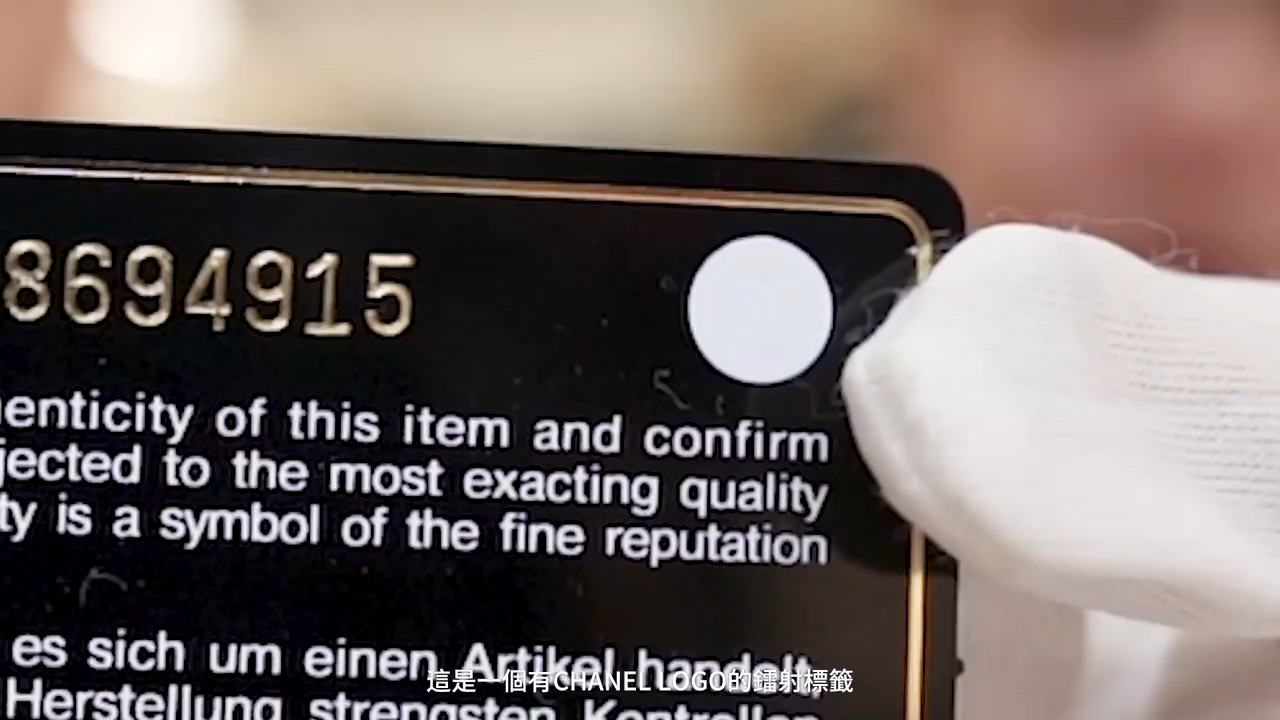 8694915
enticity of this item and confirm
jected to the most exacting quality
ty is a symbol of the fine reputation
es sich um einen Artikel handelt,
Herstellung strengsten Kontrollen
這是一個有CHANEL LOGO的鐳射標籤